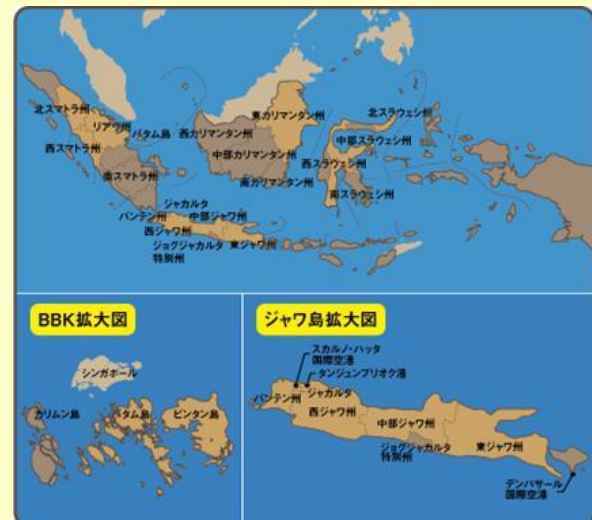 北スマトラ州
リアウ州
バタム島
西スマトラ州
南スマトラ州
東カリマンタン州
西カリマンタン州
中部カリマンタン州
南カリマンタン州
北スラウェシ州
中部スラウェシ州
西スラウェシ州
南スラウェシ州
ジャカルタ
バンテン州
中部ジャワ州
西ジャワ州
ジョグジャカルタ
特別州
東ジャワ州
BBK拡大図
シンガポール
カリムン島
バタム島
ビンタン島
ジャワ島拡大図
スカルノ・ハッタ
国際空港
タンジュンプリオク港
バンテン州
ジャカルタ
西ジャワ州
中部ジャワ州
ジョグジャカルタ
特別州
東ジャワ州
デンパサール
国際空港